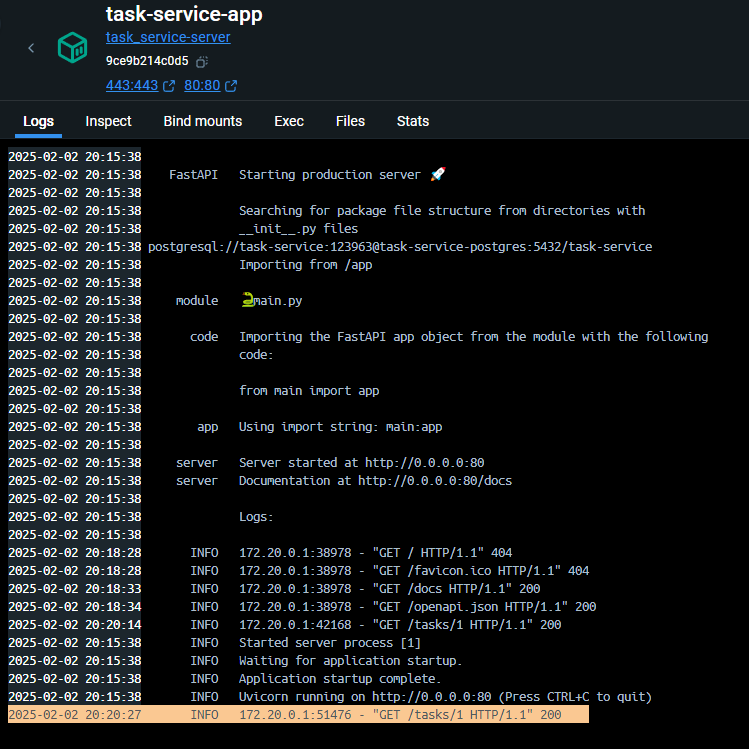 task-service-app
task_service-server
9ce9b214c0d5
443:443 80:80
Logs Inspect Bind mounts Exec Files Stats
2025-02-02 20:15:38
2025-02-02 20:15:38 FastAPI Starting production server 🚀
2025-02-02 20:15:38
2025-02-02 20:15:38 Searching for package file structure from directories with
2025-02-02 20:15:38 __init__.py files
2025-02-02 20:15:38 postgresql://task-service:123963@task-service-postgres:5432/task-service
2025-02-02 20:15:38 Importing from /app
2025-02-02 20:15:38
2025-02-02 20:15:38 module 🐍main.py
2025-02-02 20:15:38
2025-02-02 20:15:38 code Importing the FastAPI app object from the module with the following
2025-02-02 20:15:38 code:
2025-02-02 20:15:38
2025-02-02 20:15:38 from main import app
2025-02-02 20:15:38
2025-02-02 20:15:38 app Using import string: main:app
2025-02-02 20:15:38
2025-02-02 20:15:38 server Server started at http://0.0.0.0:80
2025-02-02 20:15:38 server Documentation at http://0.0.0.0:80/docs
2025-02-02 20:15:38
2025-02-02 20:15:38 Logs:
2025-02-02 20:15:38
2025-02-02 20:18:28 INFO 172.20.0.1:38978 - "GET / HTTP/1.1" 404
2025-02-02 20:18:28 INFO 172.20.0.1:38978 - "GET /favicon.ico HTTP/1.1" 404
2025-02-02 20:18:33 INFO 172.20.0.1:38978 - "GET /docs HTTP/1.1" 200
2025-02-02 20:18:34 INFO 172.20.0.1:38978 - "GET /openapi.json HTTP/1.1" 200
2025-02-02 20:20:14 INFO 172.20.0.1:42168 - "GET /tasks/1 HTTP/1.1" 200
2025-02-02 20:15:38 INFO Started server process [1]
2025-02-02 20:15:38 INFO Waiting for application startup.
2025-02-02 20:15:38 INFO Application startup complete.
2025-02-02 20:15:38 INFO Uvicorn running on http://0.0.0.0:80 (Press CTRL+C to quit)
2025-02-02 20:20:27 INFO 172.20.0.1:51476 - "GET /tasks/1 HTTP/1.1" 200